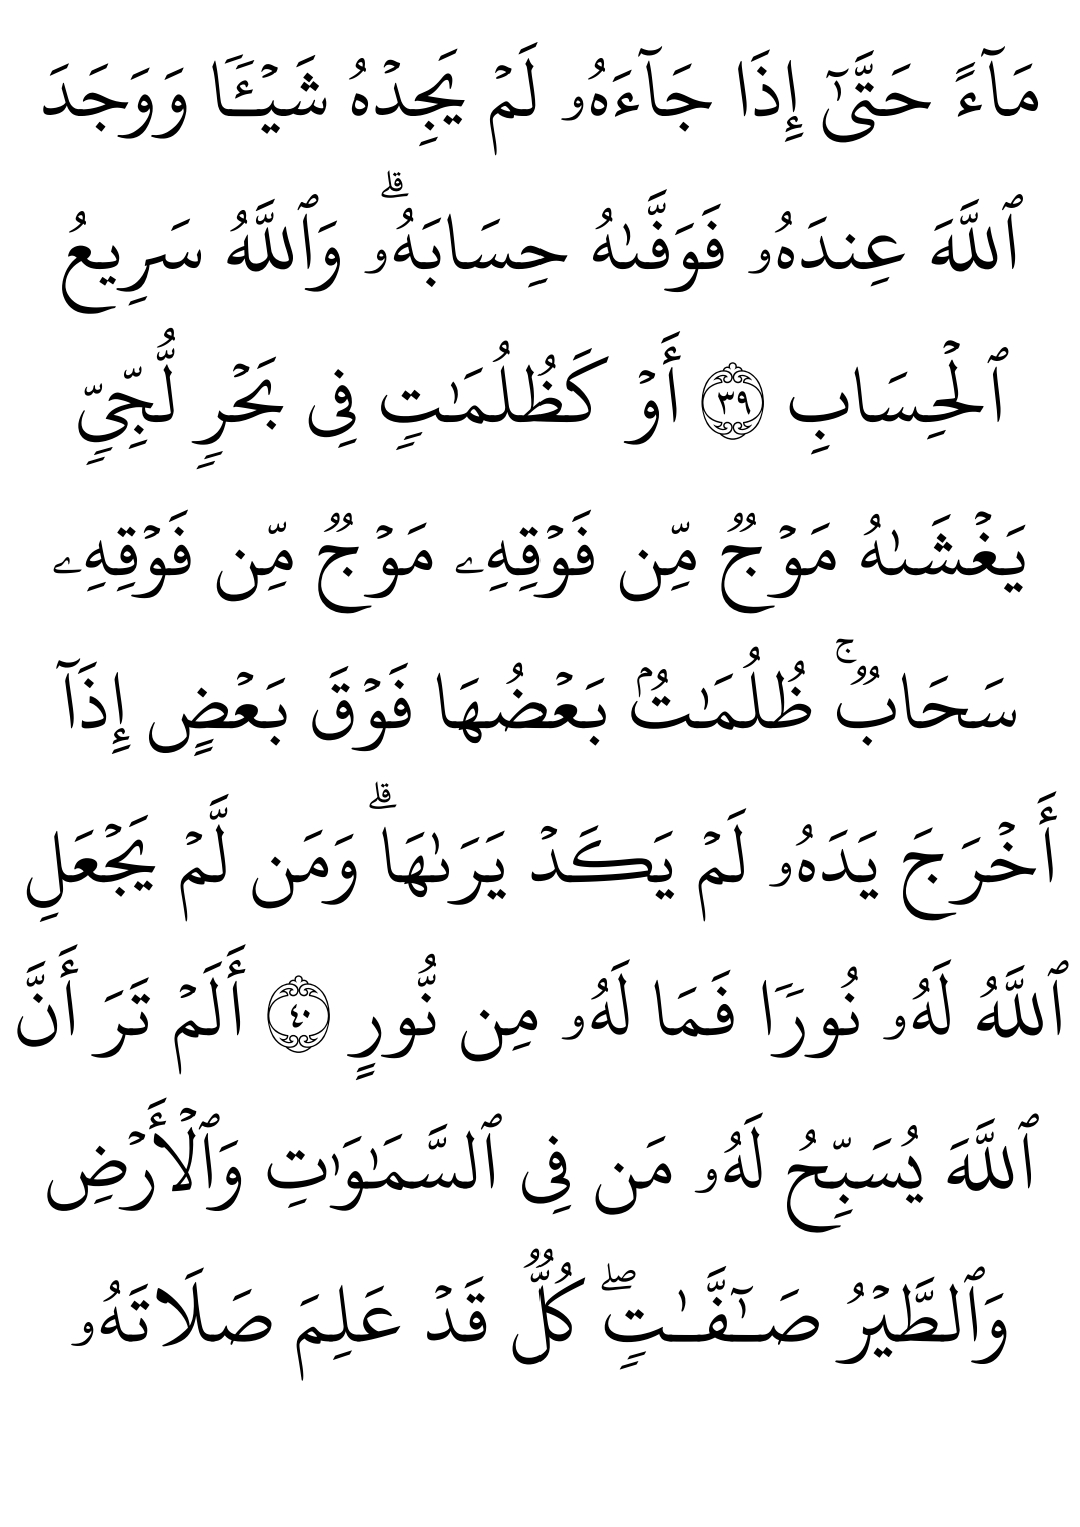 مَآءً حَتَّىٰٓ إِذَا جَآءَهُۥ لَمْ يَجِدْهُ شَيْـًٔا وَوَجَدَ
ٱللَّهَ عِندَهُۥ فَوَفَّىٰهُ حِسَابَهُۥ ۗ وَٱللَّهُ سَرِيعُ
ٱلْحِسَابِ ٣٩ أَوْ كَظُلُمَـٰتٍ فِى بَحْرٍ لُّجِّىٍّ
يَغْشَىٰهُ مَوْجٌ مِّن فَوْقِهِۦ مَوْجٌ مِّن فَوْقِهِۦ
سَحَابٌ ۚ ظُلُمَـٰتٌۢ بَعْضُهَا فَوْقَ بَعْضٍ إِذَآ
أَخْرَجَ يَدَهُۥ لَمْ يَكَدْ يَرَىٰهَا ۗ وَمَن لَّمْ يَجْعَلِ
ٱللَّهُ لَهُۥ نُورًا فَمَا لَهُۥ مِن نُّورٍ ٤٠ أَلَمْ تَرَ أَنَّ
ٱللَّهَ يُسَبِّحُ لَهُۥ مَن فِى ٱلسَّمَـٰوَٰتِ وَٱلْأَرْضِ
وَٱلطَّيْرُ صَـٰٓفَّـٰتٍ ۖ كُلٌّ قَدْ عَلِمَ صَلَاتَهُۥ